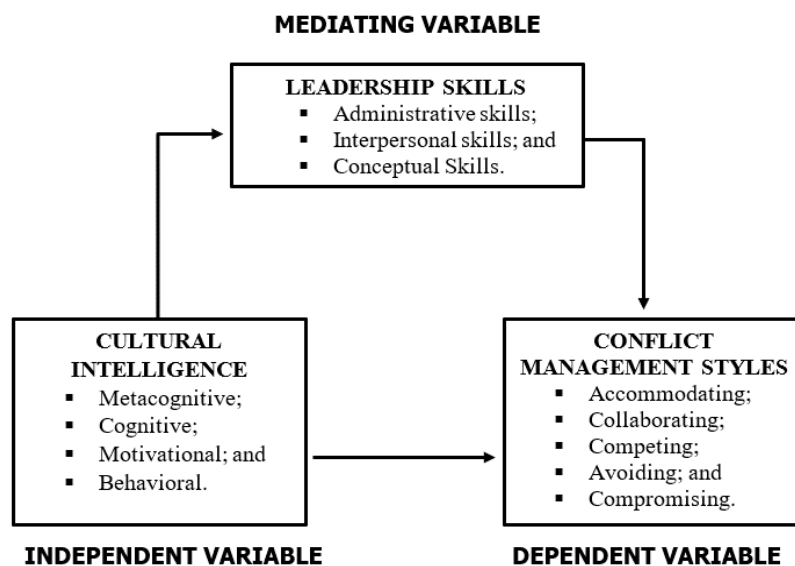 MEDIATING VARIABLE
LEADERSHIP SKILLS
▪ Administrative skills;
▪ Interpersonal skills; and
▪ Conceptual Skills.
CULTURAL
INTELLIGENCE
▪ Metacognitive;
▪ Cognitive;
▪ Motivational; and
▪ Behavioral.
CONFLICT
MANAGEMENT STYLES
▪ Accommodating;
▪ Collaborating;
▪ Competing;
▪ Avoiding; and
▪ Compromising.
INDEPENDENT VARIABLE
DEPENDENT VARIABLE